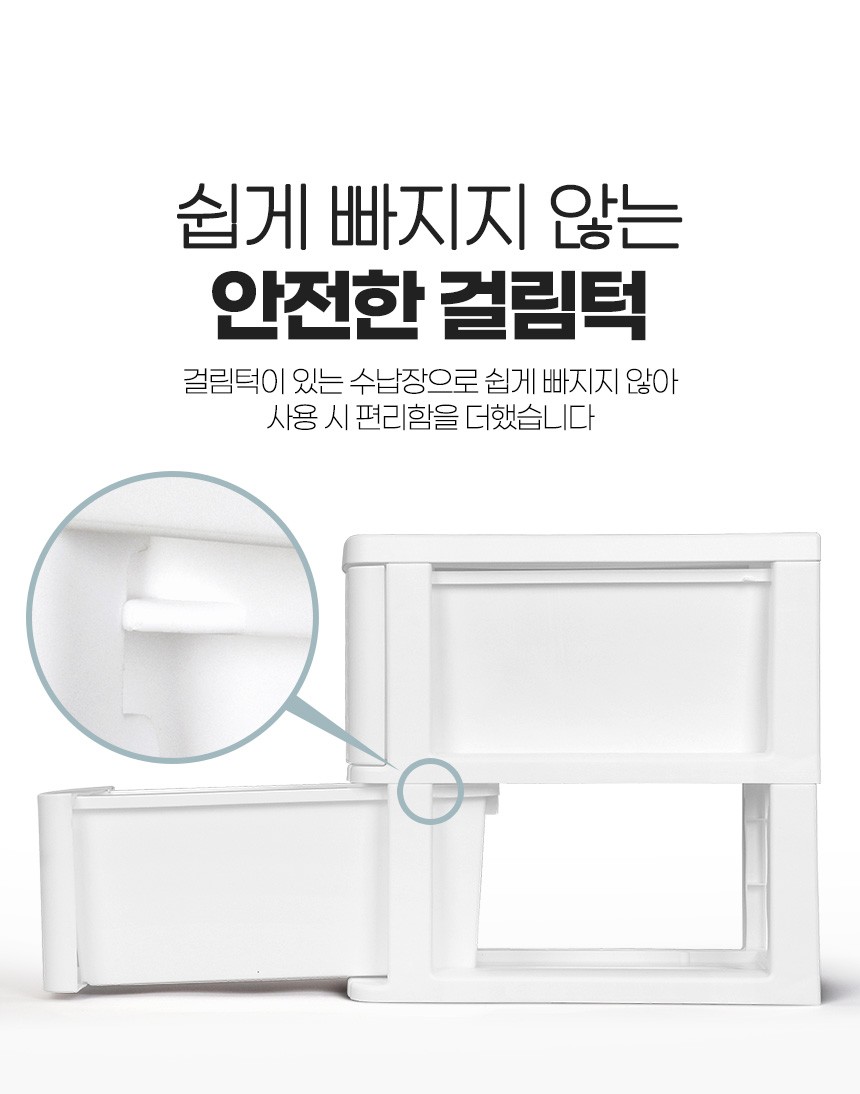 쉽게 빠지지 않는
안전한 걸림턱
걸림턱이 있는 수납장으로 쉽게 빠지지 않아
사용 시 편리함을 더했습니다